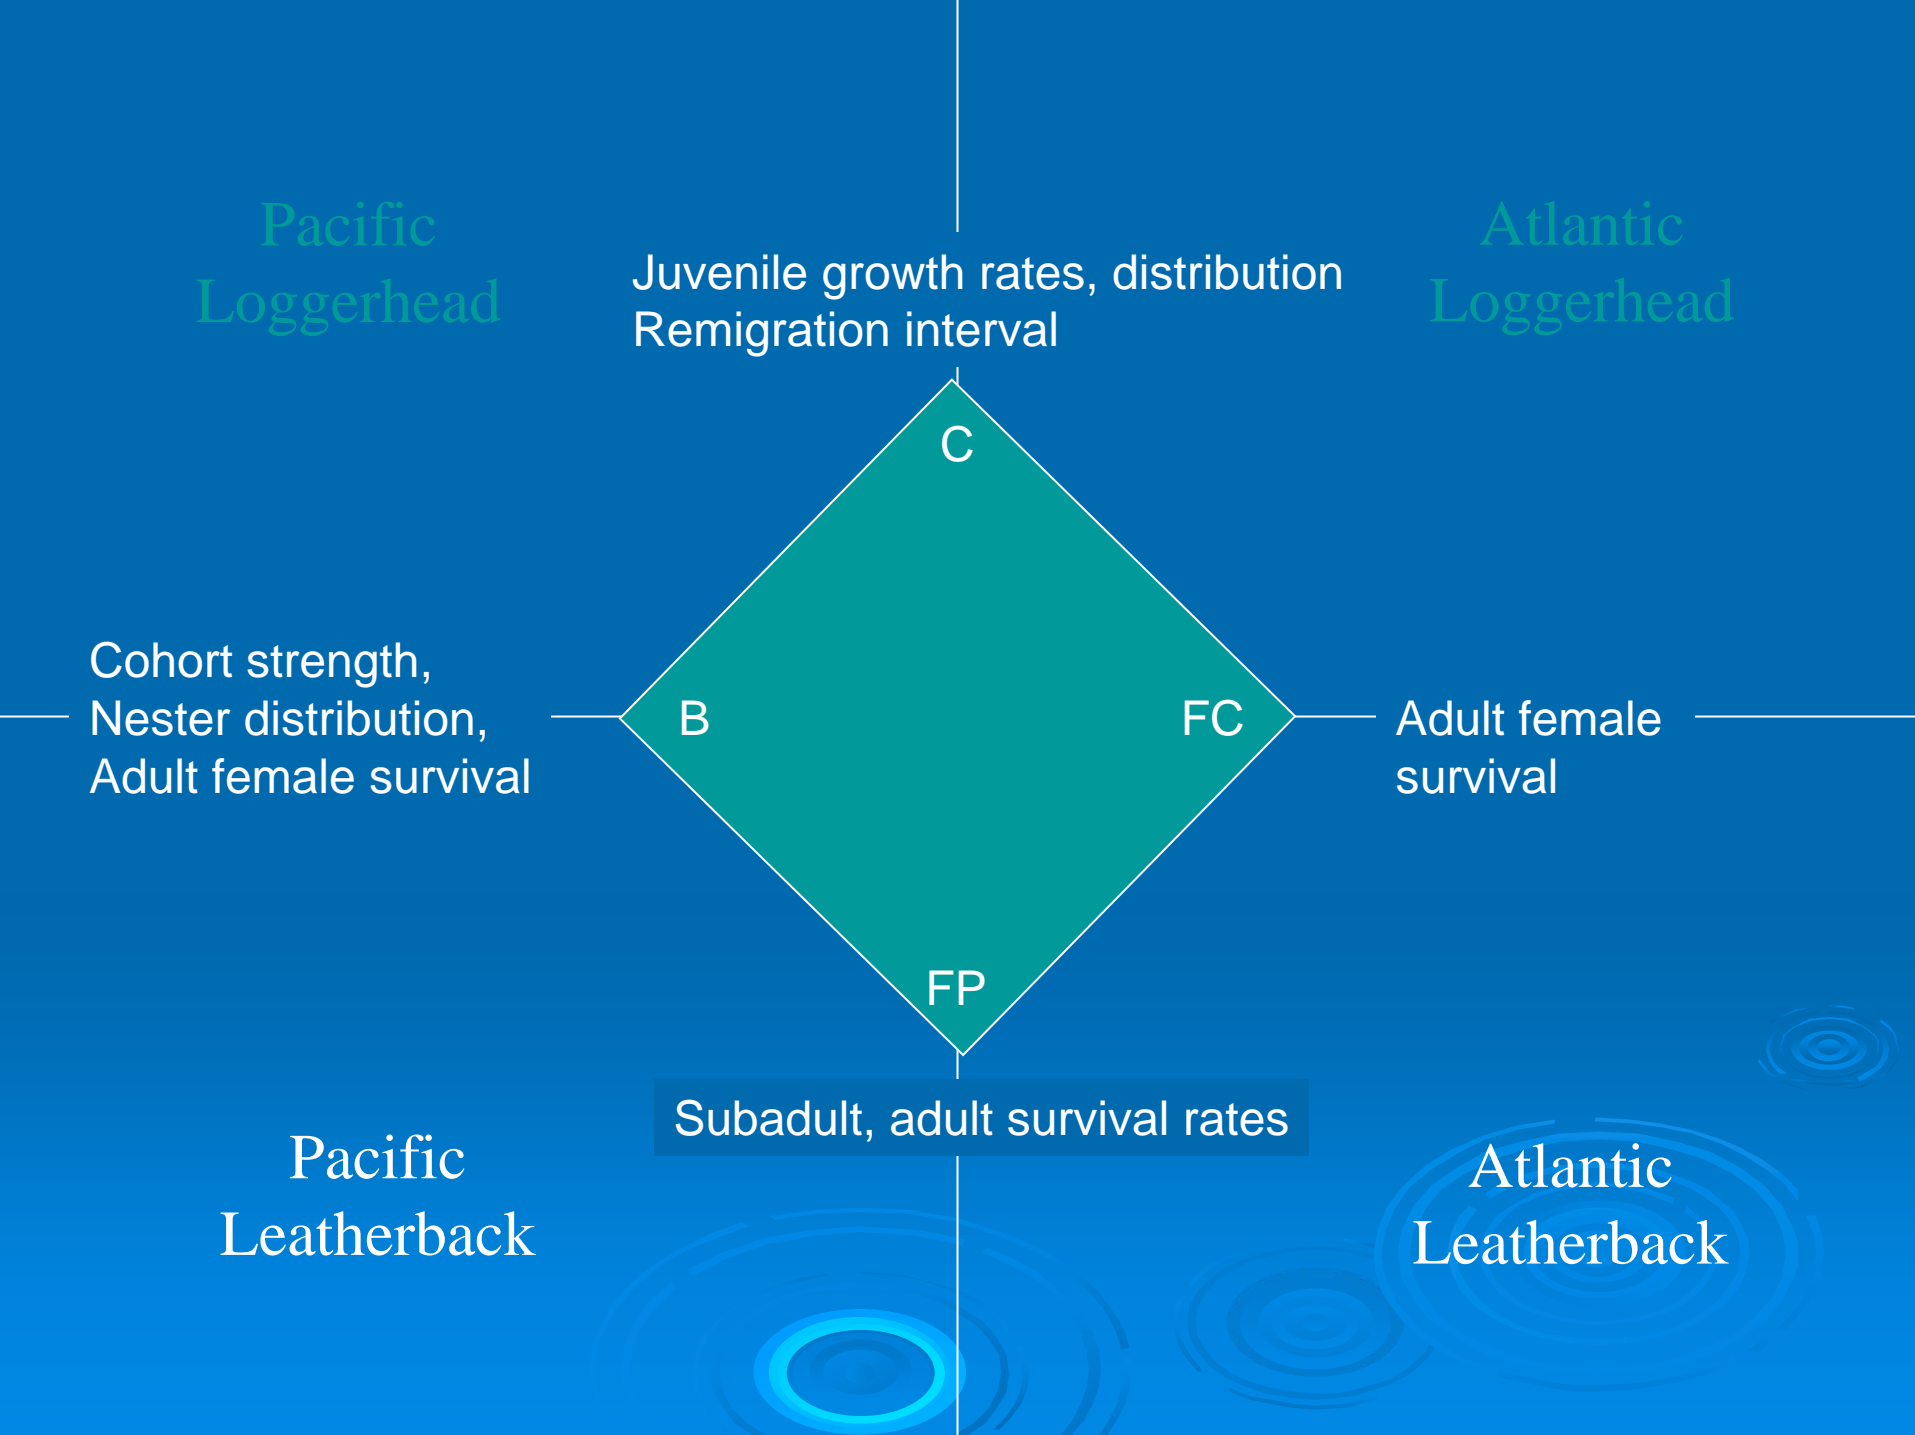 Pacific
Loggerhead
Atlantic
Loggerhead
Juvenile growth rates, distribution
Remigration interval
C
Cohort strength,
Nester distribution,
Adult female survival
B
FC
Adult female
survival
FP
Subadult, adult survival rates
Pacific
Leatherback
Atlantic
Leatherback